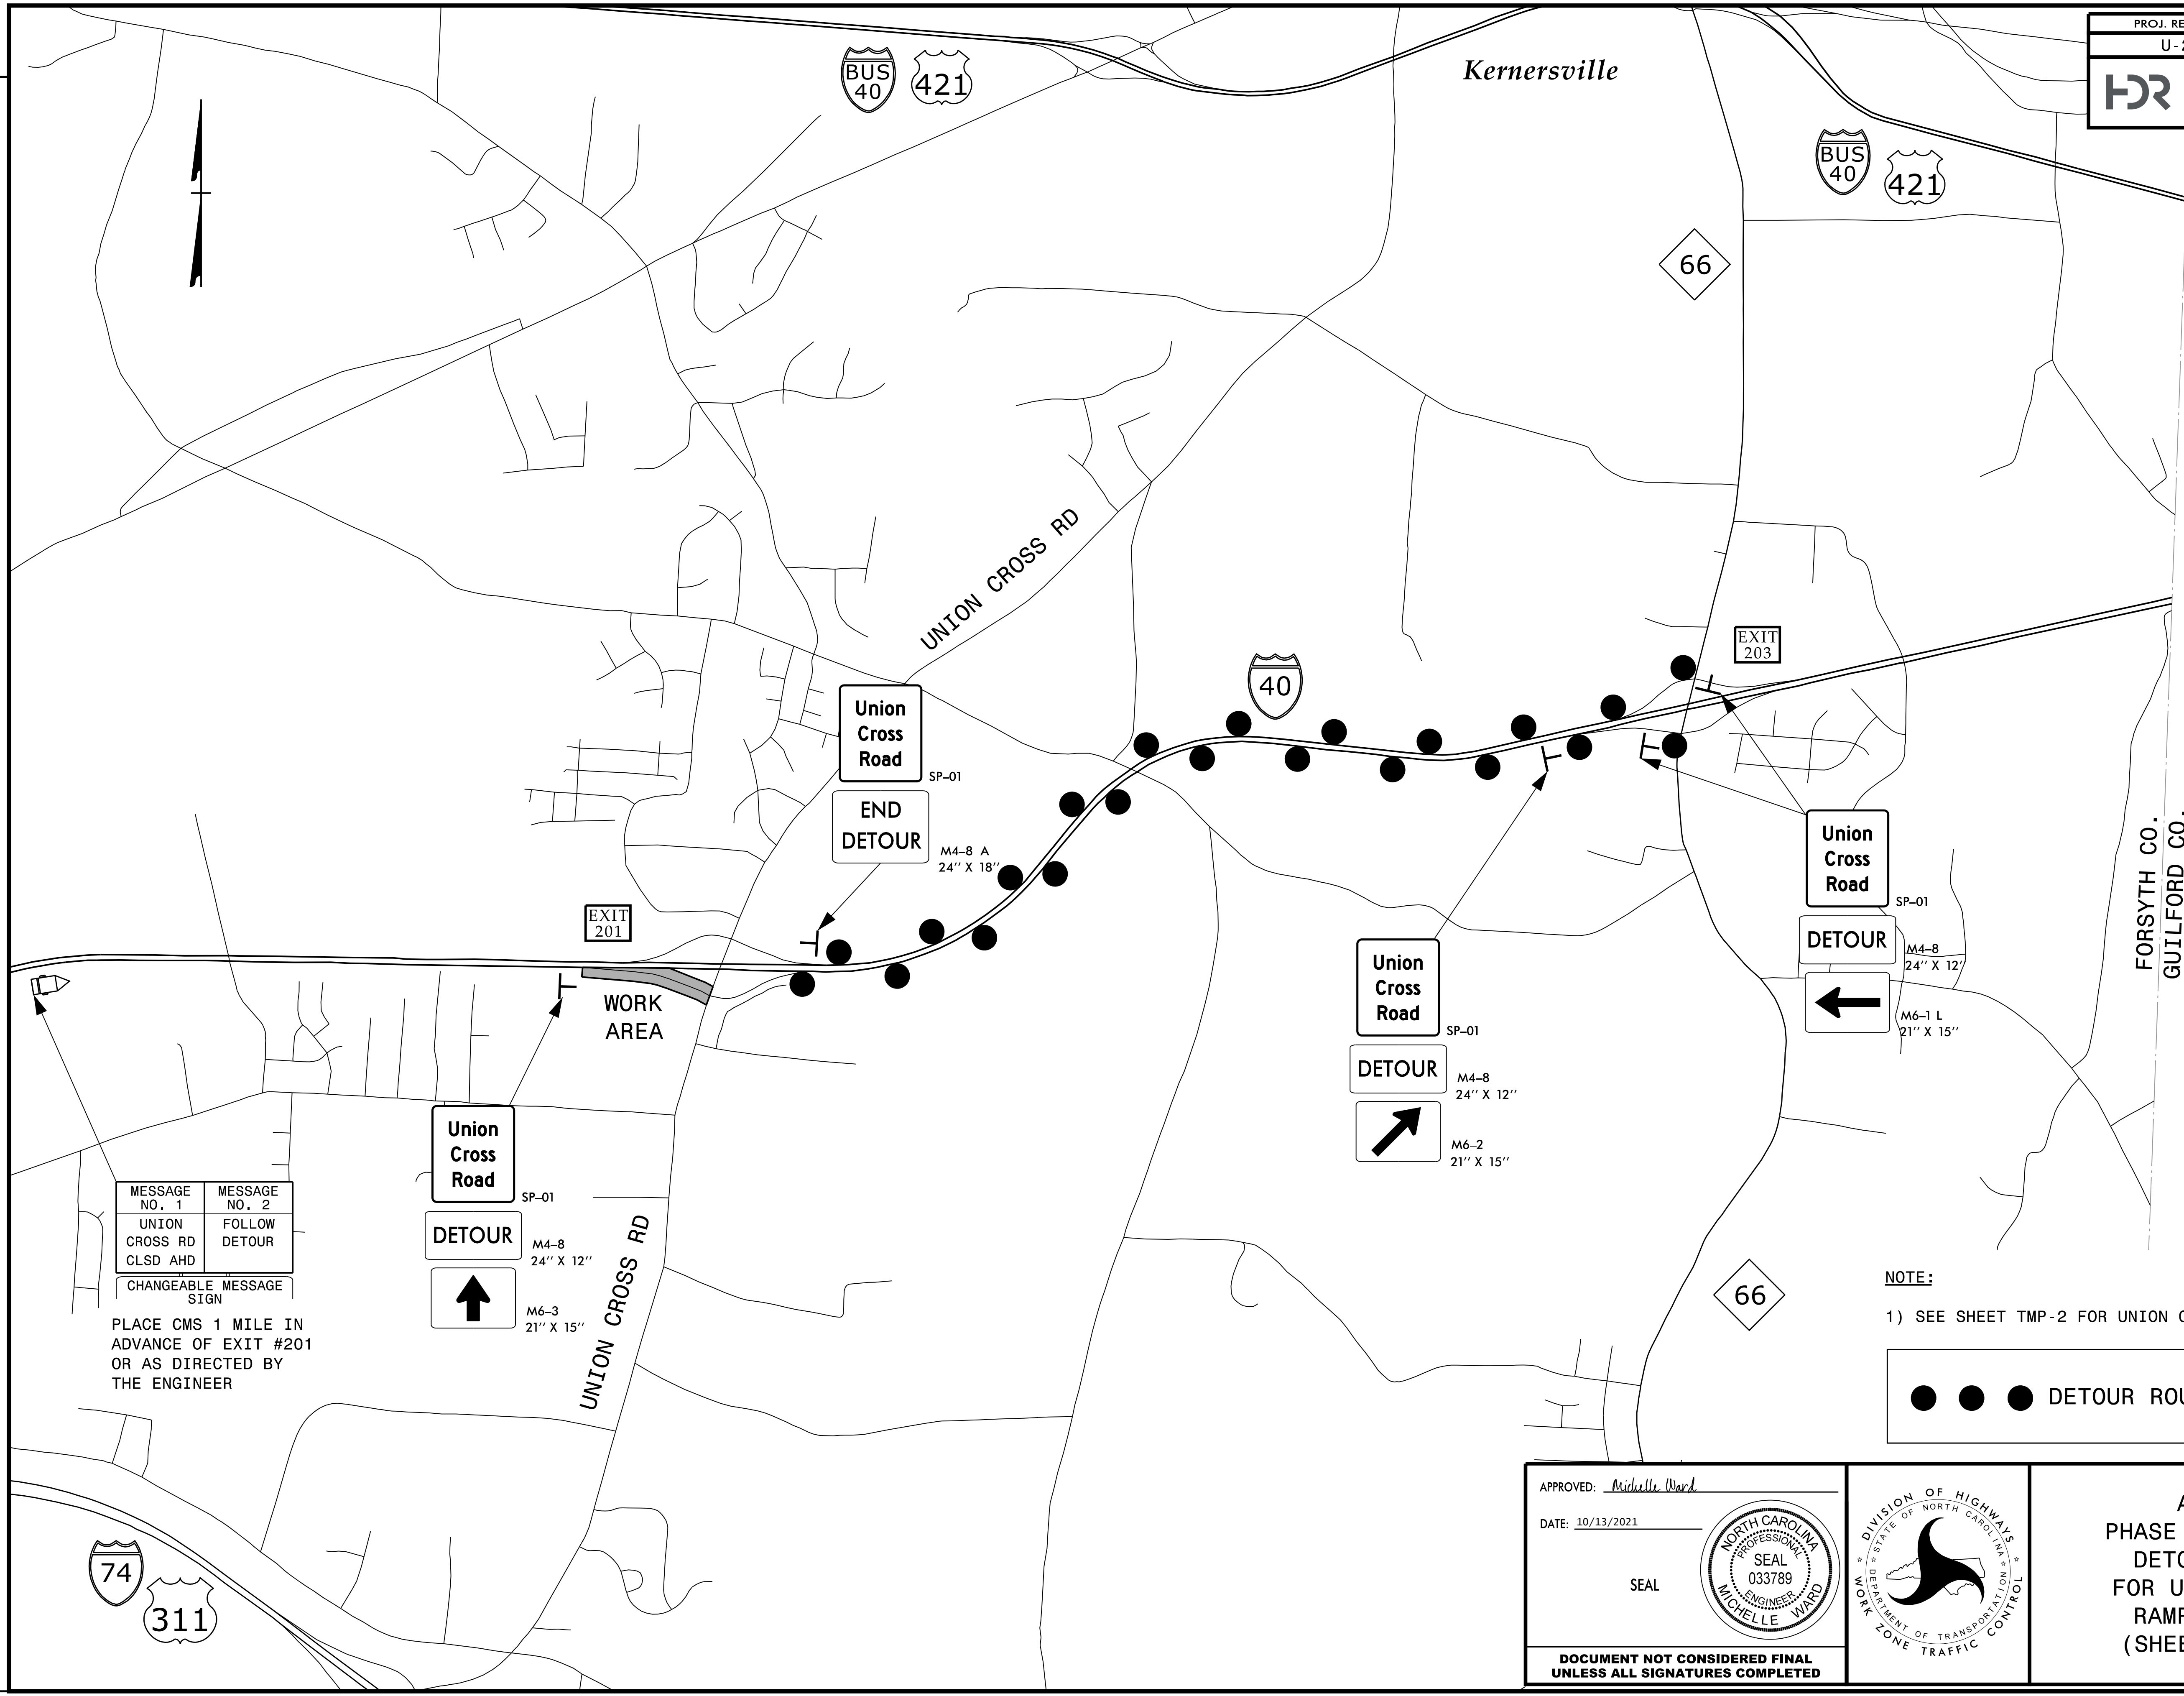 PROJ. RE
U-2
HDR
Kernersville
BUS
40
421
BUS
40
421
66
UNION CROSS RD
EXIT
203
40
Union
Cross
Road
SP-01
END
DETOUR
M4-8 A
24'' X 18''
EXIT
201
WORK
AREA
Union
Cross
Road
SP-01
DETOUR
M4-8
24'' X 12''
M6-1 L
21'' X 15''
FORSYTH CO.
GUILFORD CO.
Union
Cross
Road
SP-01
DETOUR
M4-8
24'' X 12''
M6-2
21'' X 15''
Union
Cross
Road
SP-01
DETOUR
M4-8
24'' X 12''
M6-3
21'' X 15''
UNION CROSS RD
MESSAGE NO. 1
MESSAGE NO. 2
UNION
CROSS RD
CLSD AHD
FOLLOW
DETOUR
CHANGEABLE MESSAGE
SIGN
PLACE CMS 1 MILE IN
ADVANCE OF EXIT #201
OR AS DIRECTED BY
THE ENGINEER
66
NOTE:
1) SEE SHEET TMP-2 FOR UNION C
DETOUR ROU
74
311
APPROVED: Michelle Ward
DATE: 10/13/2021
SEAL
NORTH CAROLINA
PROFESSIONAL
SEAL
033789
ENGINEER
MICHELLE WARD
DOCUMENT NOT CONSIDERED FINAL
UNLESS ALL SIGNATURES COMPLETED
DIVISION OF HIGHWAYS
STATE OF NORTH CAROLINA
DEPARTMENT OF TRANSPORTATION
WORK ZONE TRAFFIC CONTROL
A
PHASE
DETO
FOR U
RAMP
(SHEE